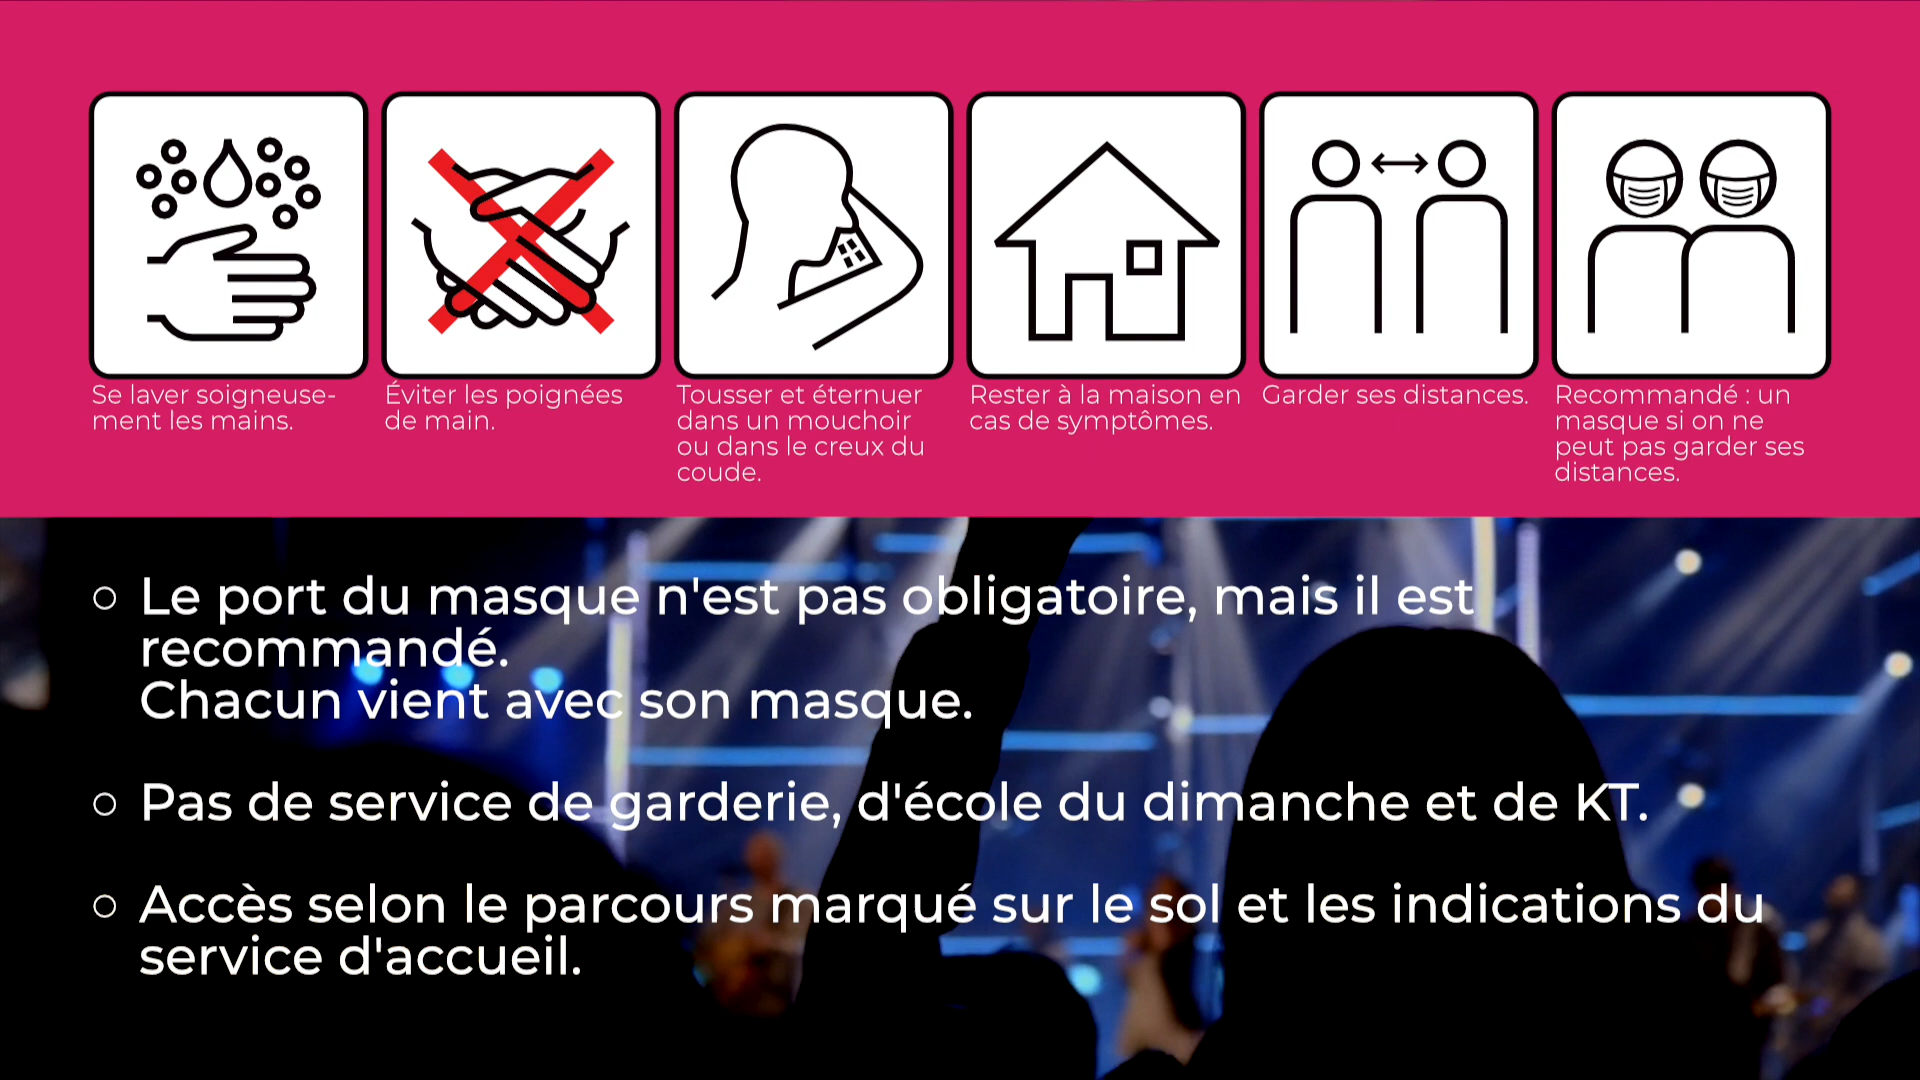 Se laver soigneuse-
ment les mains.
Éviter les poignées
de main.
Tousser et éternuer
dans un mouchoir
ou dans le creux du
coude.
Rester à la maison en
cas de symptômes.
Garder ses distances.
Recommandé : un
masque si on ne
peut pas garder ses
distances.
○ Le port du masque n'est pas obligatoire, mais il est
recommandé.
Chacun vient avec son masque.
○ Pas de service de garderie, d'école du dimanche et de KT.
○ Accès selon le parcours marqué sur le sol et les indications du
service d'accueil.